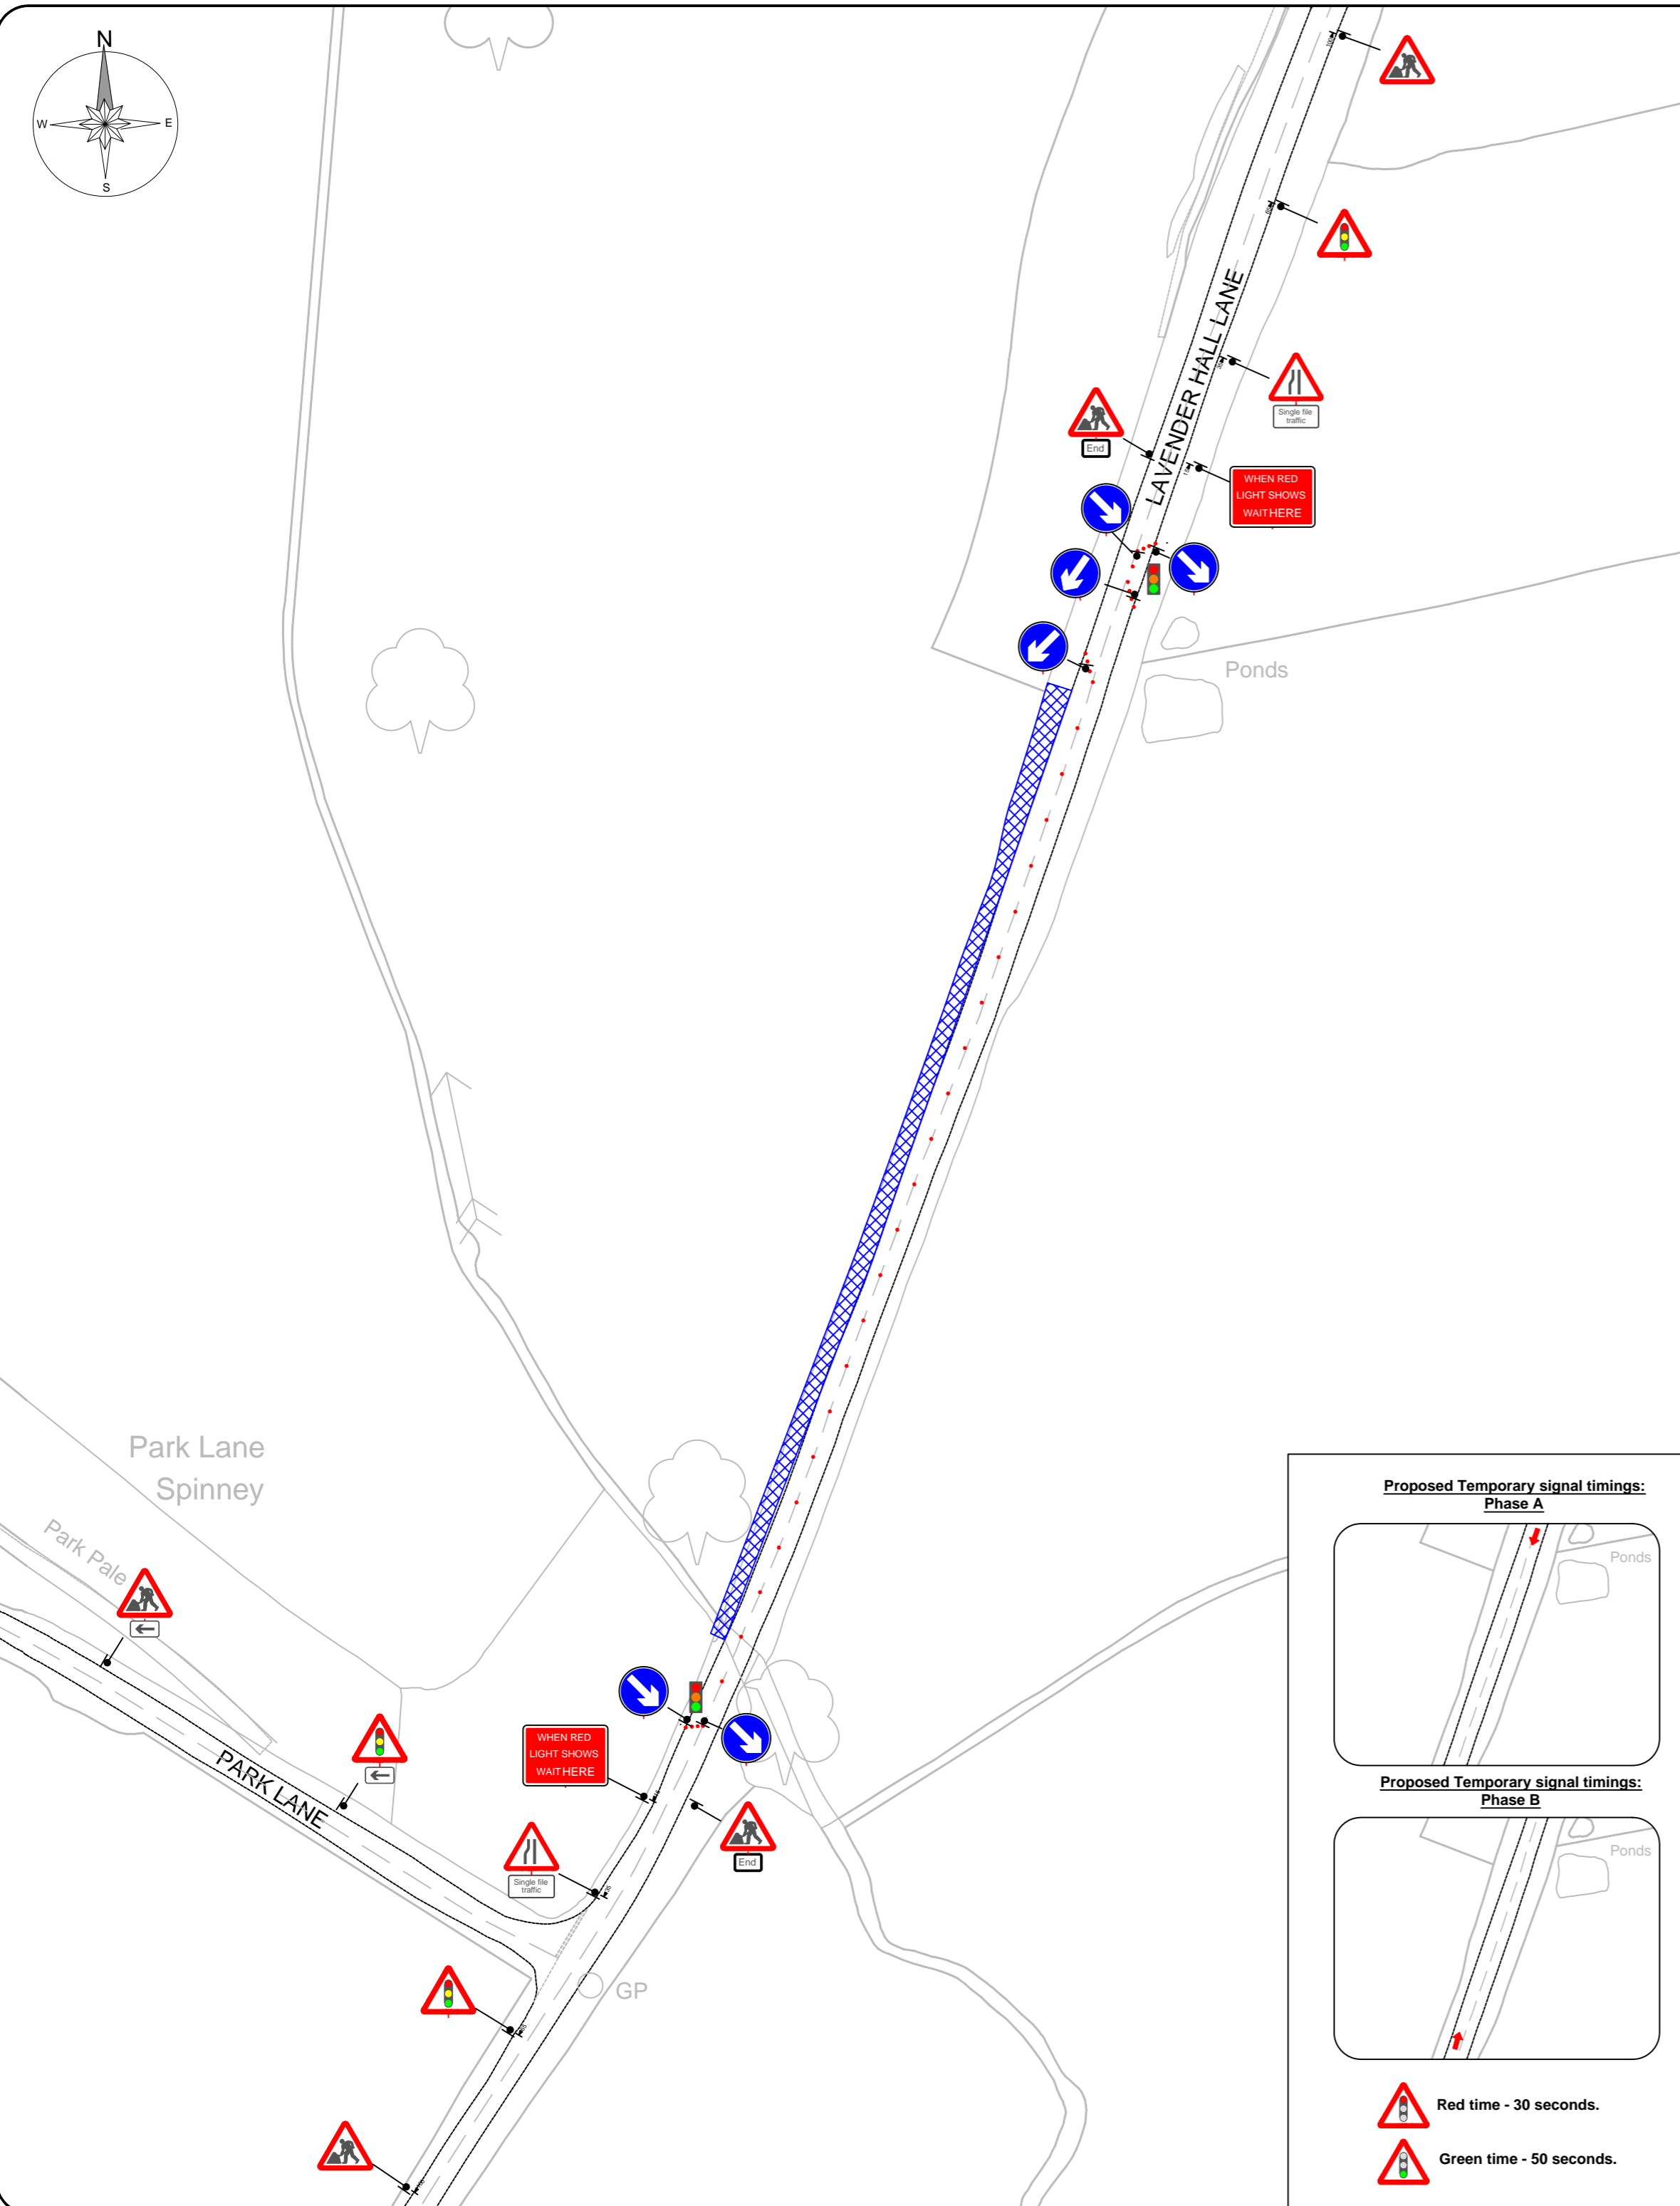 N
W
E
S
LAVENDER HALL LANE
Single file
traffic
End
WHEN RED
LIGHT SHOWS
WAIT HERE
Ponds
Park Lane
Spinney
Park Pale
PARK LANE
WHEN RED
LIGHT SHOWS
WAIT HERE
Single file
traffic
End
GP
Proposed Temporary signal timings:
Phase A
Ponds
Proposed Temporary signal timings:
Phase B
Ponds
Red time - 30 seconds.
Green time - 50 seconds.